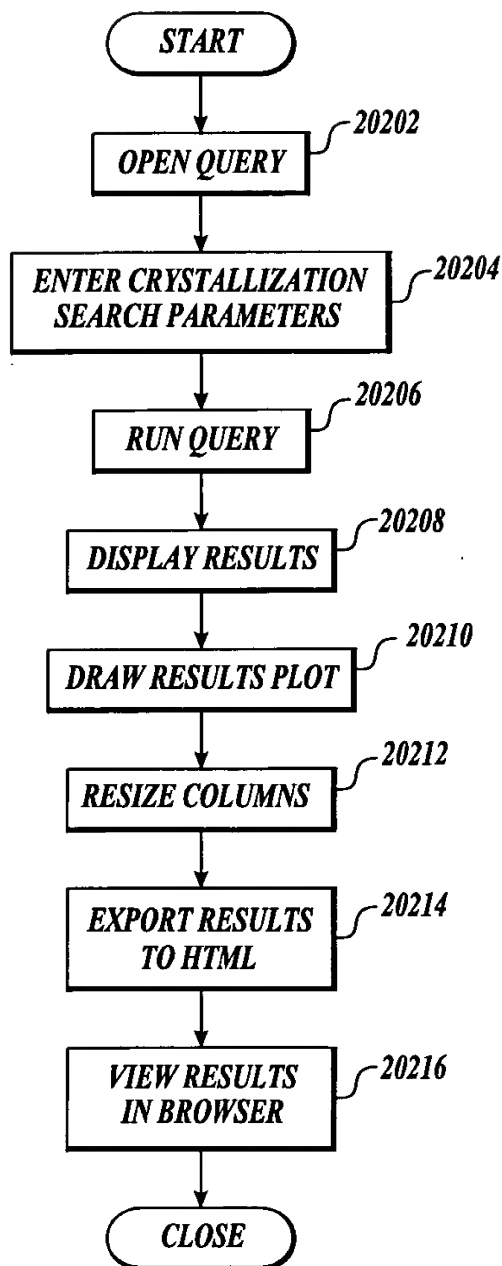 START
20202
OPEN QUERY
20204
ENTER CRYSTALLIZATION
SEARCH PARAMETERS
20206
RUN QUERY
20208
DISPLAY RESULTS
20210
DRAW RESULTS PLOT
20212
RESIZE COLUMNS
20214
EXPORT RESULTS
TO HTML
20216
VIEW RESULTS
IN BROWSER
CLOSE